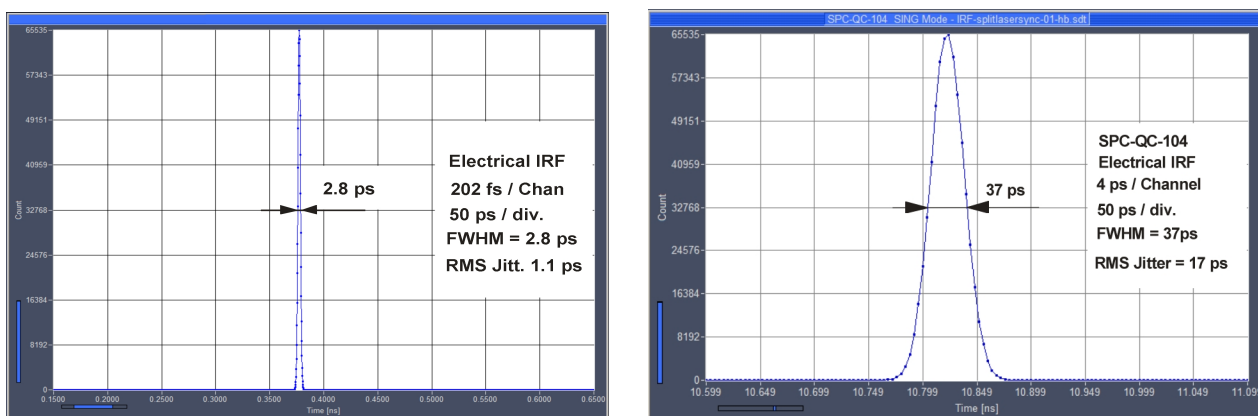 65535
57343
49151
40959
32768
24576
16384
8192
0
Count
0.1500
0.2000
0.2500
0.3000
0.3500
0.4000
0.4500
0.5000
0.5500
0.6500
Time [ns]
2.8 ps
Electrical IRF
202 fs / Chan
50 ps / div.
FWHM = 2.8 ps
RMS Jitt. 1.1 ps
SPC-QC-104 SING Mode - IRF-splitlasersync-01-hb.sdt
65535
57343
49151
40959
32768
24576
16384
8192
0
Count
10.599
10.649
10.699
10.749
10.799
10.849
10.899
10.949
10.999
11.049
11.09
Time [ns]
37 ps
SPC-QC-104
Electrical IRF
4 ps / Channel
50 ps / div.
FWHM = 37ps
RMS Jitter = 17 ps